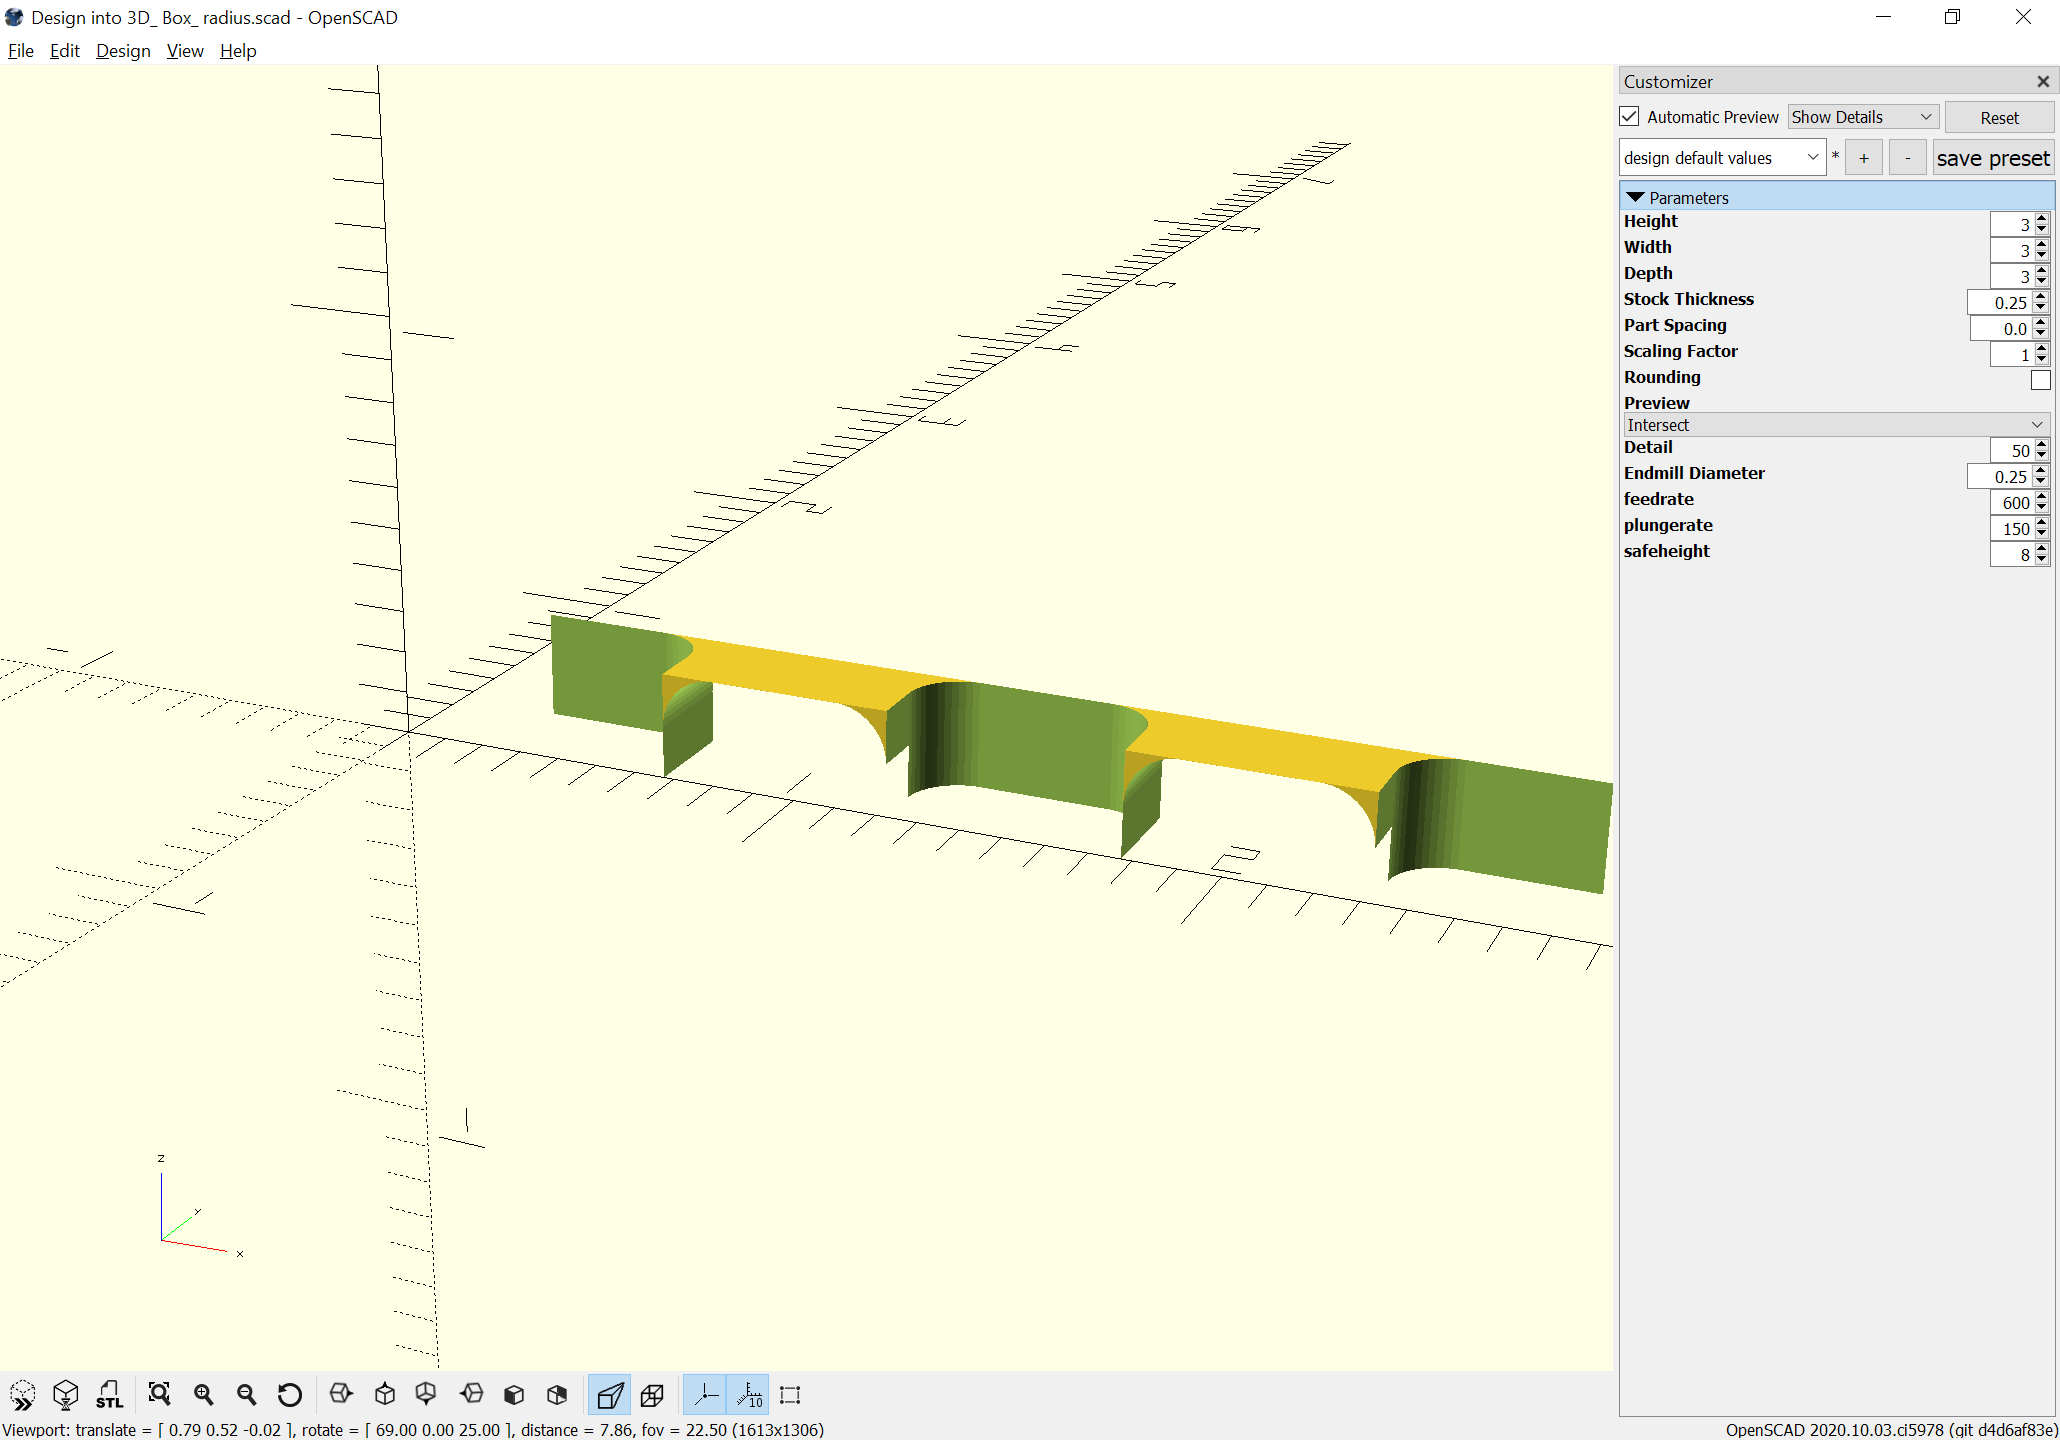 Design into 3D_ Box_ radius.scad - OpenSCAD
File Edit Design View Help
Customizer
Automatic Preview Show Details Reset
design default values * + - save preset
Parameters
Height 3
Width 3
Depth 3
Stock Thickness 0.25
Part Spacing 0.0
Scaling Factor 1
Rounding
Preview
Intersect
Detail 50
Endmill Diameter 0.25
feedrate 600
plungerate 150
safeheight 8
z
y
x
STL
10
Viewport: translate = [ 0.79 0.52 -0.02 ], rotate = [ 69.00 0.00 25.00 ], distance = 7.86, fov = 22.50 (1613x1306)
OpenSCAD 2020.10.03.ci5978 (git d4d6af83e)